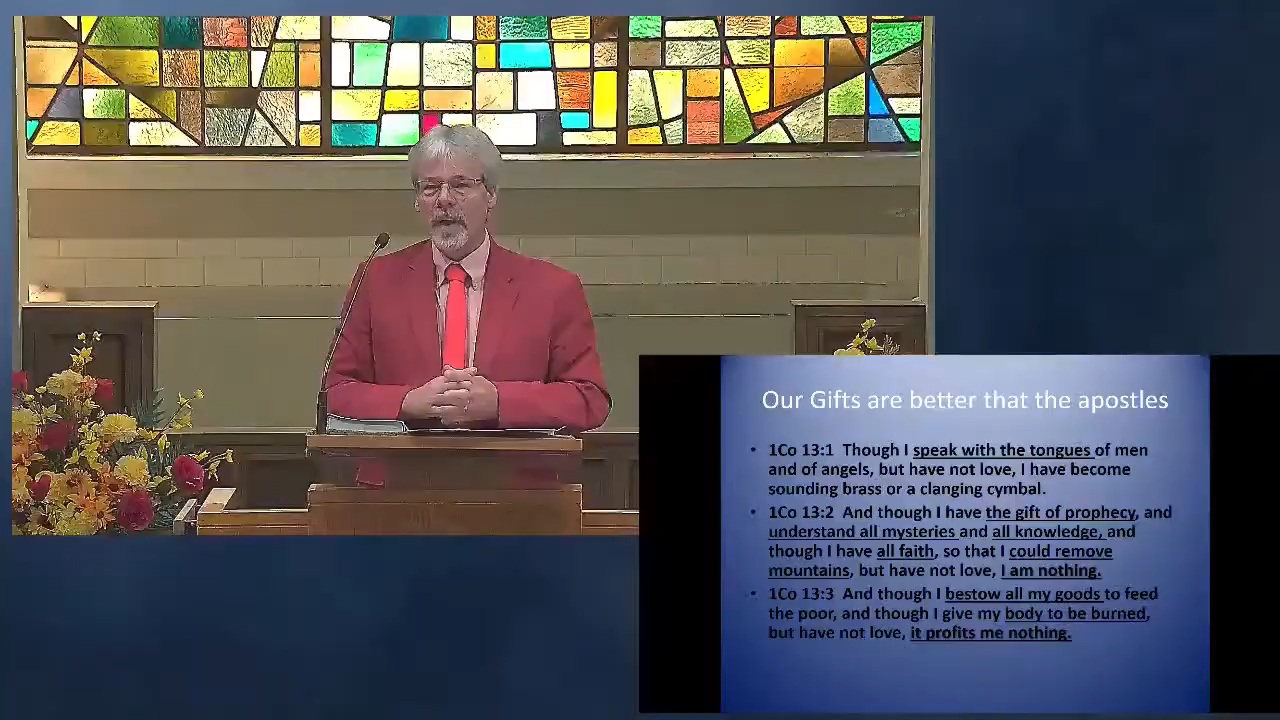 Our Gifts are better that the apostles
• 1Co 13:1 Though I speak with the tongues of men
and of angels, but have not love, I have become
sounding brass or a clanging cymbal.
• 1Co 13:2 And though I have the gift of prophecy, and
understand all mysteries and all knowledge, and
though I have all faith, so that I could remove
mountains, but have not love, I am nothing.
• 1Co 13:3 And though I bestow all my goods to feed
the poor, and though I give my body to be burned,
but have not love, it profits me nothing.